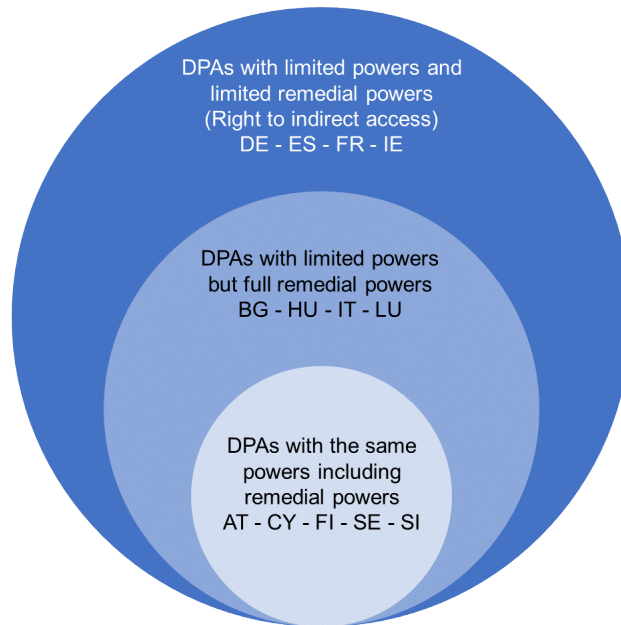 DPAs with limited powers and
limited remedial powers
(Right to indirect access)
DE - ES - FR - IE
DPAs with limited powers
but full remedial powers
BG - HU - IT - LU
DPAs with the same
powers including
remedial powers
AT - CY - FI - SE - SI